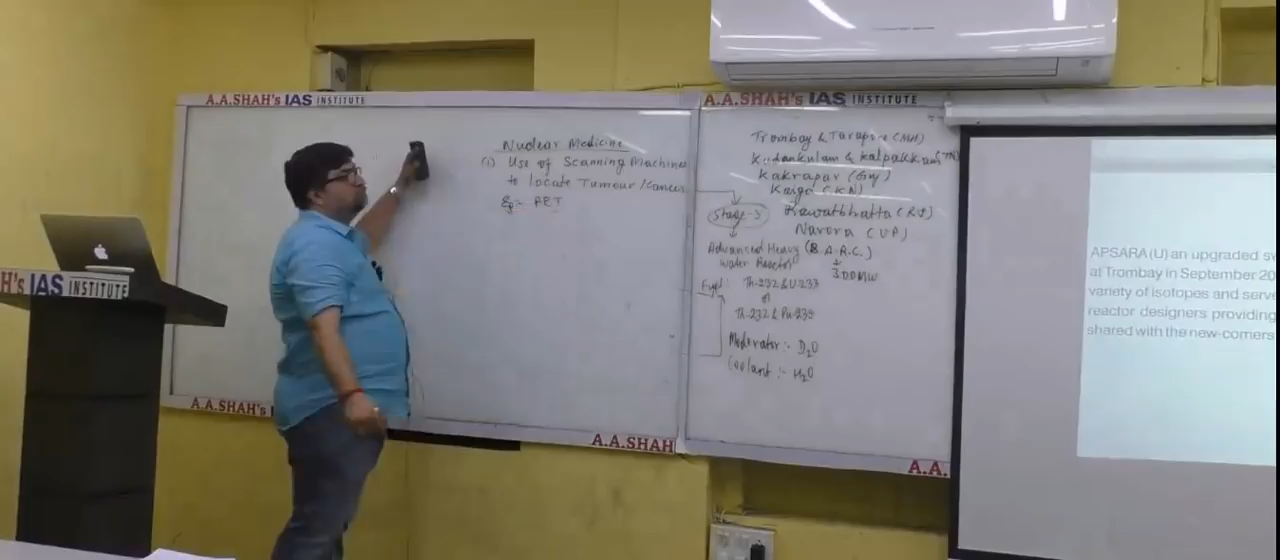 A.A.SHAH's IAS INSTITUTE
Nuclear Medicine
(1) Use of Scanning Machines
to locate Tumour/Cancer
Eg:- PET
A.A.SHAH's IAS INSTITUTE
Trombay & Tarapur (MH)
Kudankulam & Kalpakkam (TN)
Kakrapar (Guj)
Kaiga (KN)
Rawatbhatta (RJ)
Narora (UP)
Stage-3
Advanced Heavy
Water Reactor
(B.A.R.C.)
300MW
Fuel: Th-232 & U-233
or
Th-232 & Pu-239
Moderator :- D2O
Coolant :- H2O
APSARA (U) an upgraded
at Trombay in September 20
variety of isotopes and serve
reactor designers providing
shared with the new-comers
H's IAS INSTITUTE
A.A.SHAH's I
A.A.SHAH
A.A.